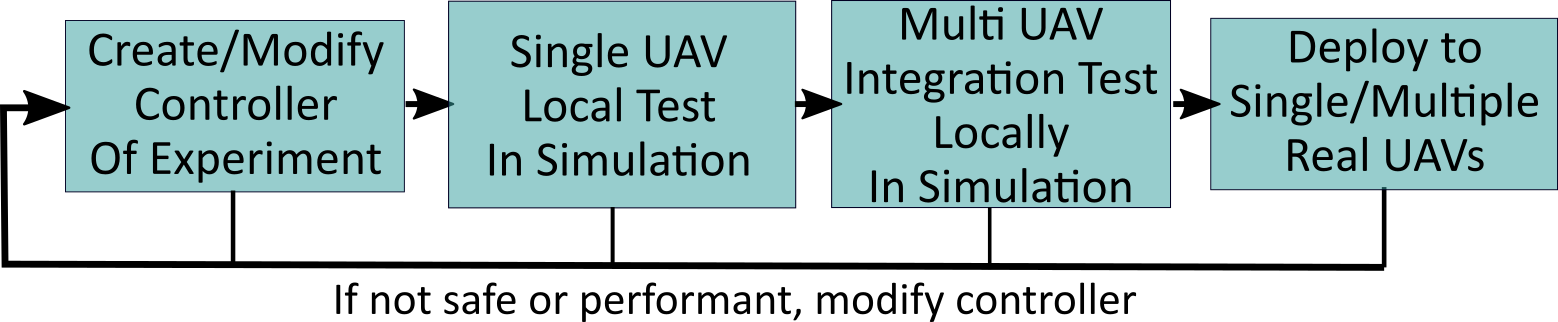 Create/Modify
Controller
Of Experiment
Single UAV
Local Test
In Simulation
Multi UAV
Integration Test
Locally
In Simulation
Deploy to
Single/Multiple
Real UAVs
If not safe or performant, modify controller